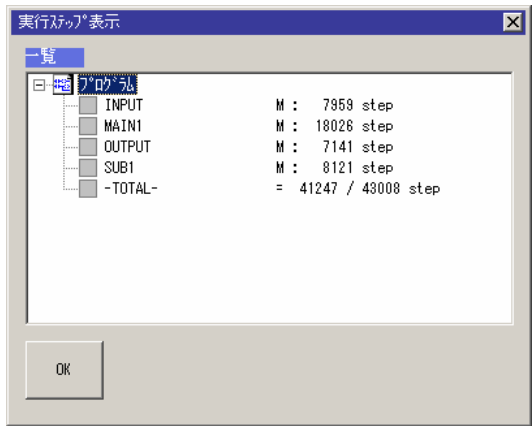 実行ｽﾃｯﾌﾟ表示
一覧
ﾌﾟﾛｸﾞﾗﾑ
INPUT M : 7959 step
MAIN1 M : 18026 step
OUTPUT M : 7141 step
SUB1 M : 8121 step
-TOTAL- = 41247 / 43008 step
OK